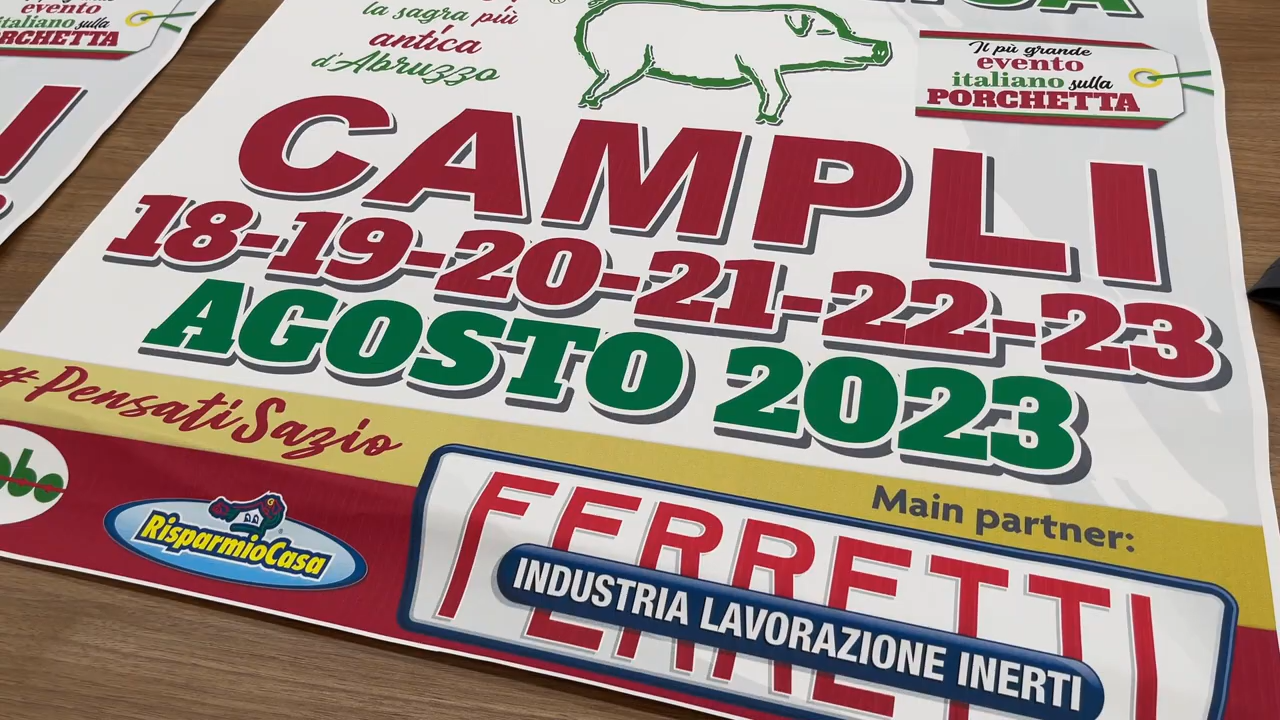 la sagra più
antica
d'Abruzzo
Il più grande
evento
italiano sulla
PORCHETTA
evento
italiano sulla
PORCHETTA
CAMPLI
18-19-20-21-22-23
AGOSTO 2023
#PensatiSazio
Main partner:
RisparmioCasa
FERRETTI
INDUSTRIA LAVORAZIONE INERTI